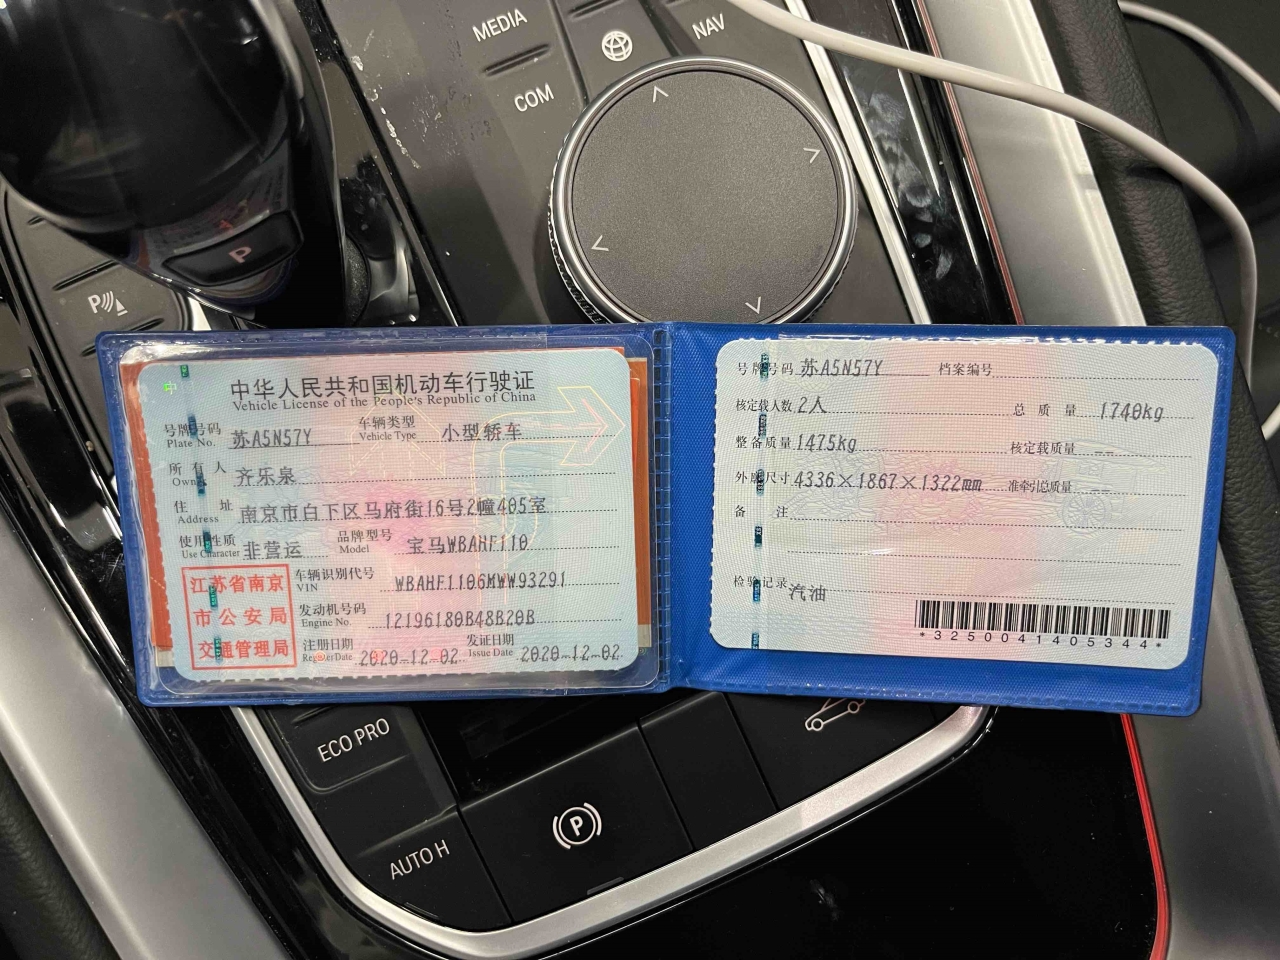 MEDIA
NAV
COM
P
P
中华人民共和国机动车行驶证
Vehicle License of the People's Republic of China
号牌号码 Plate No. 苏A5N57Y 车辆类型 Vehicle Type 小型轿车
所有人 Owner 齐乐泉
住址 Address 南京市白下区马府街16号2幢405室
使用性质 Use Character 非营运 品牌型号 Model 宝马WBAHF110
江苏省南京
市公安局
交通管理局
车辆识别代号 VIN WBAHF1106MWW93291
发动机号码 Engine No. 12196180B48B20B
注册日期 Register Date 2020-12-02 发证日期 Issue Date 2020-12-02
号牌号码 苏A5N57Y 档案编号
核定载人数 2人 总质量 1740kg
整备质量 1475kg 核定载质量 --
外廓尺寸 4336×1867×1322mm 准牵引总质量 --
备注
检验记录 汽油
*3250041405344*
ECO PRO
AUTO H
P